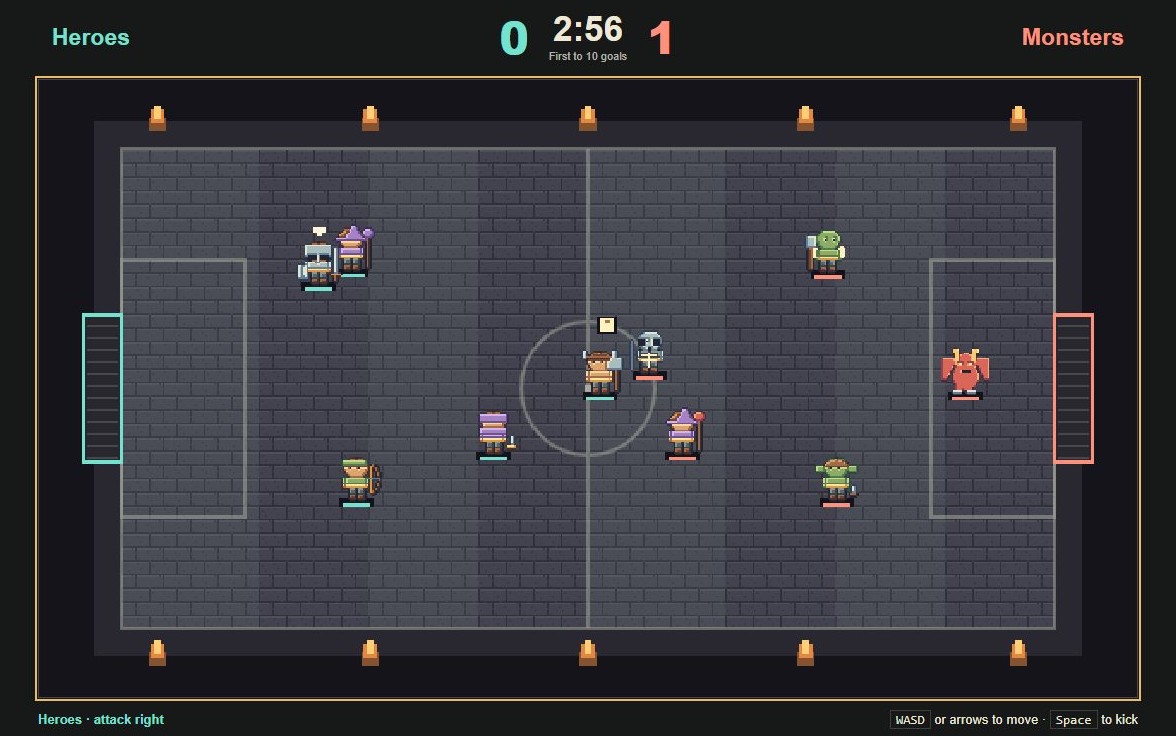 Heroes
0
2:56
1
First to 10 goals
Monsters
Heroes · attack right
WASD or arrows to move · Space to kick